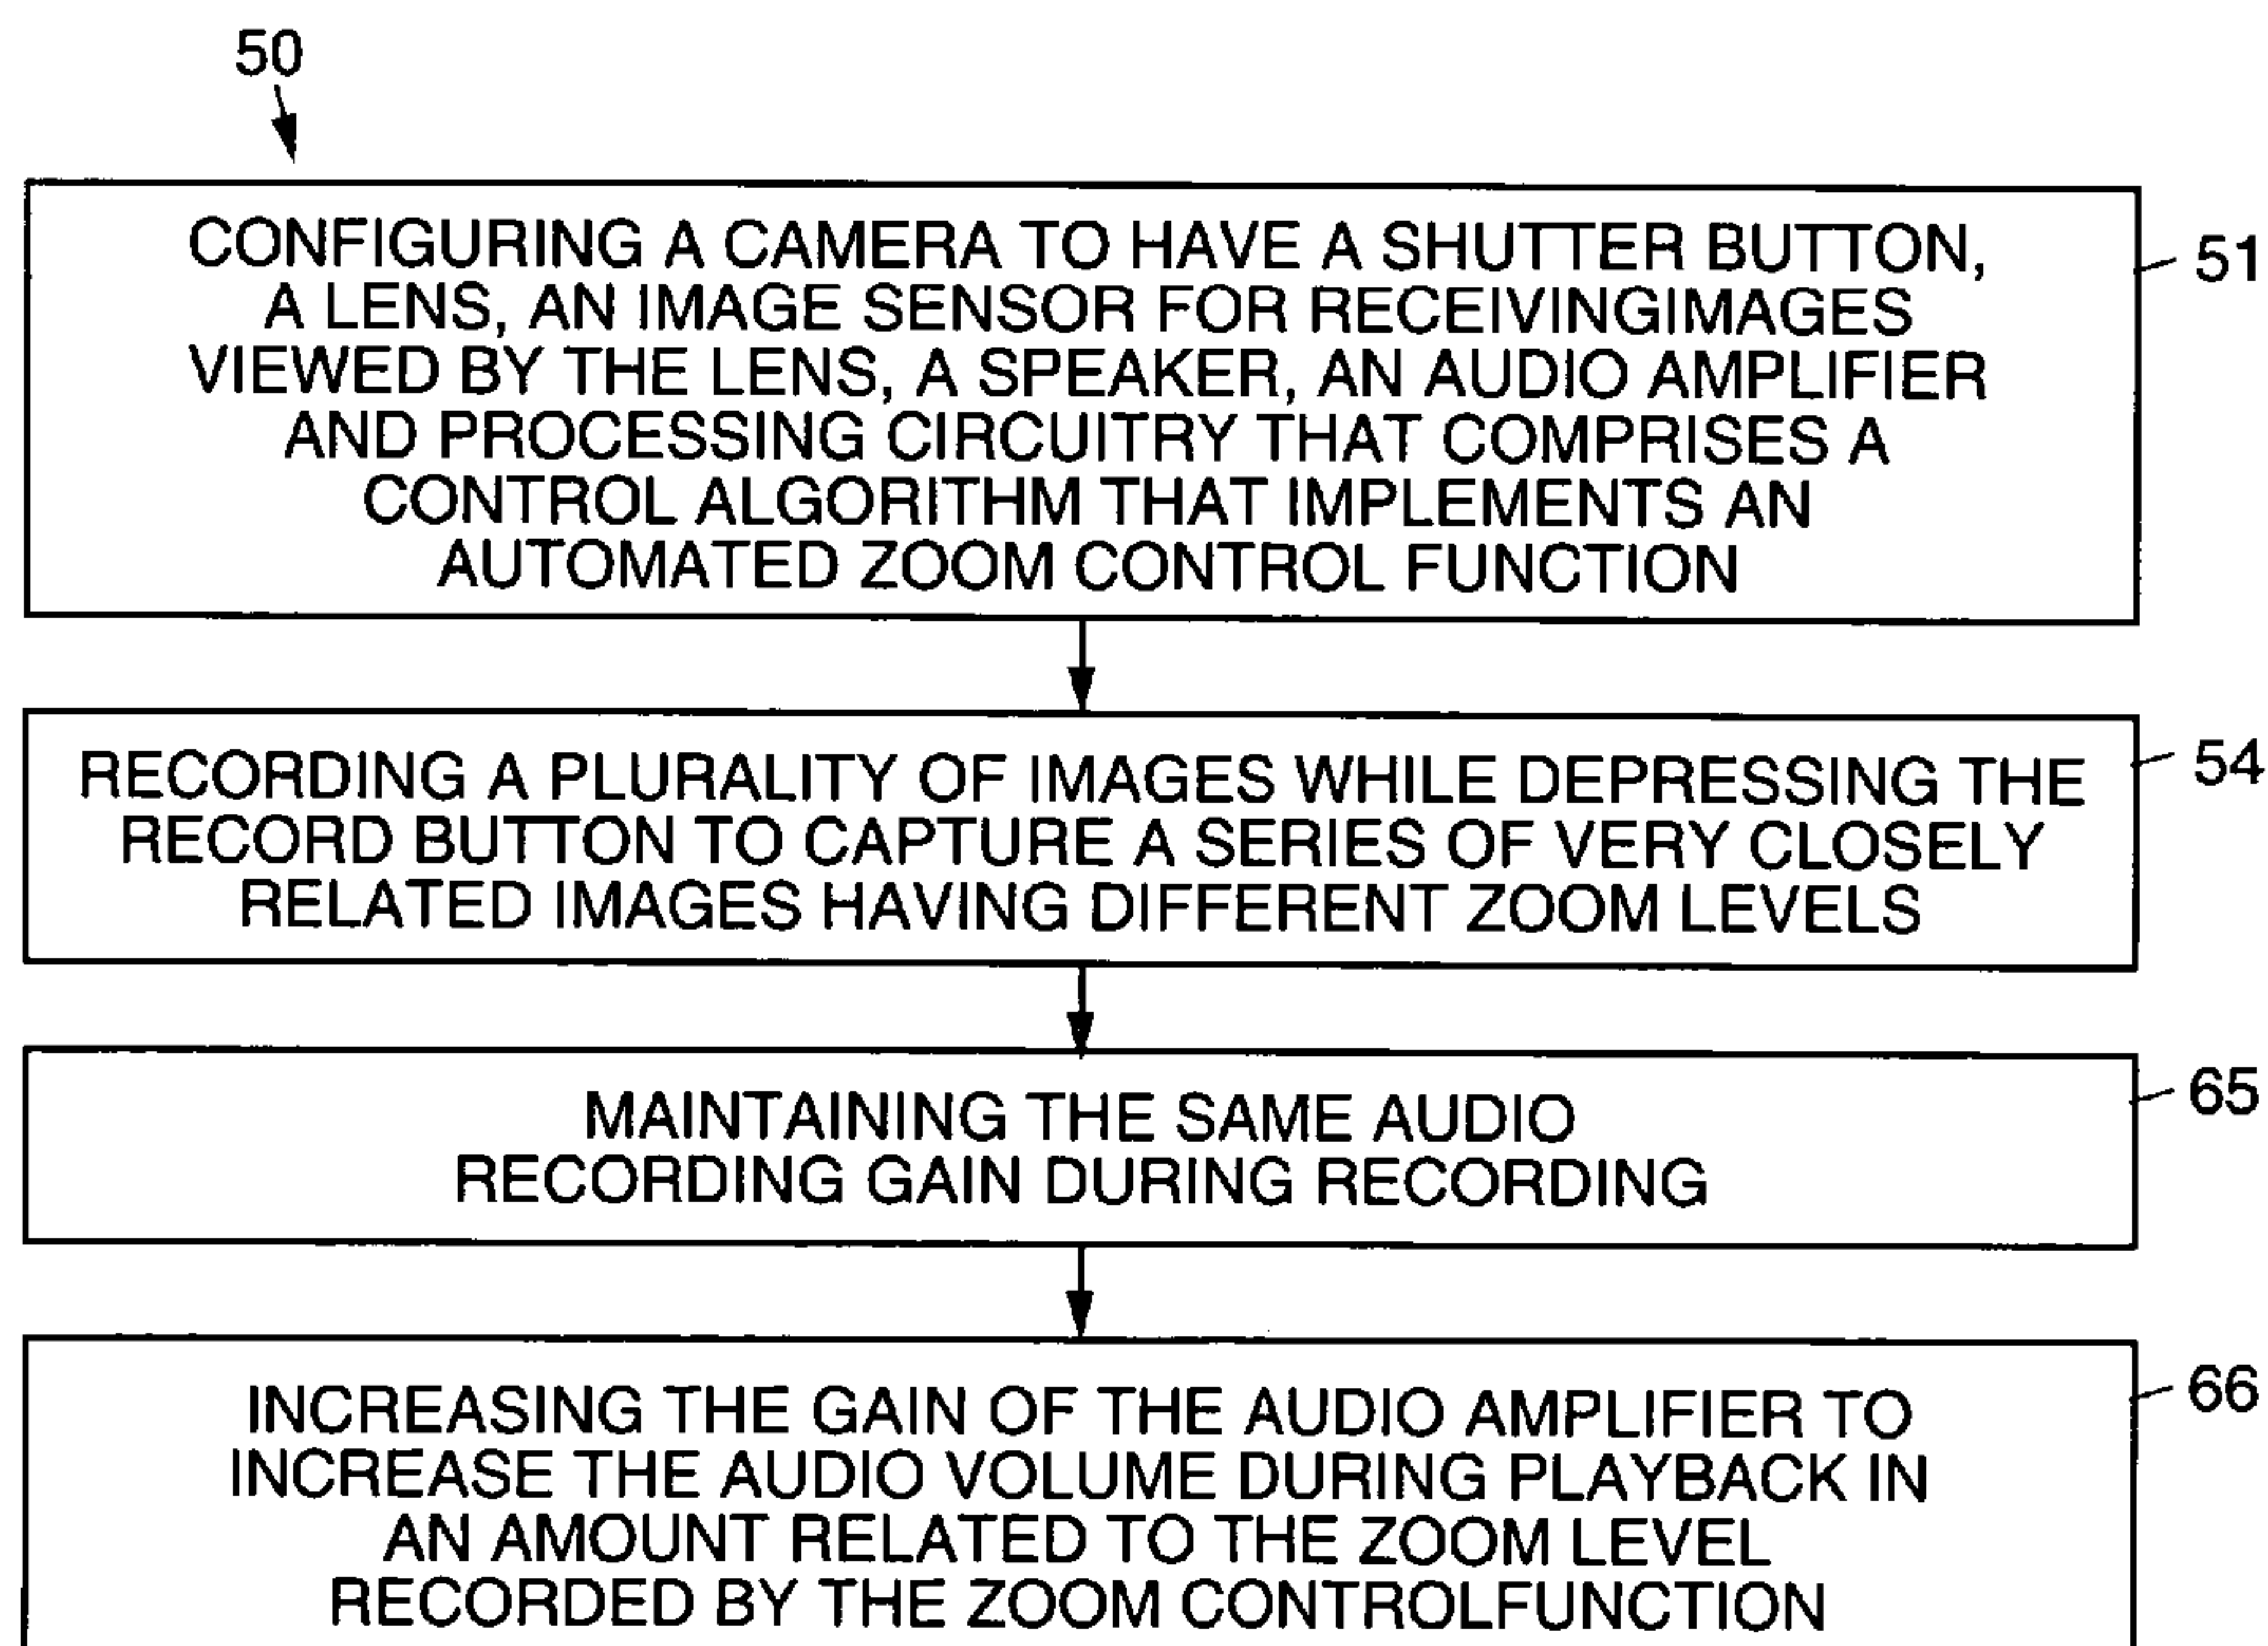 50
CONFIGURING A CAMERA TO HAVE A SHUTTER BUTTON,
A LENS, AN IMAGE SENSOR FOR RECEIVINGIMAGES
VIEWED BY THE LENS, A SPEAKER, AN AUDIO AMPLIFIER
AND PROCESSING CIRCUITRY THAT COMPRISES A
CONTROL ALGORITHM THAT IMPLEMENTS AN
AUTOMATED ZOOM CONTROL FUNCTION
51
RECORDING A PLURALITY OF IMAGES WHILE DEPRESSING THE
RECORD BUTTON TO CAPTURE A SERIES OF VERY CLOSELY
RELATED IMAGES HAVING DIFFERENT ZOOM LEVELS
54
MAINTAINING THE SAME AUDIO
RECORDING GAIN DURING RECORDING
65
INCREASING THE GAIN OF THE AUDIO AMPLIFIER TO
INCREASE THE AUDIO VOLUME DURING PLAYBACK IN
AN AMOUNT RELATED TO THE ZOOM LEVEL
RECORDED BY THE ZOOM CONTROLFUNCTION
66